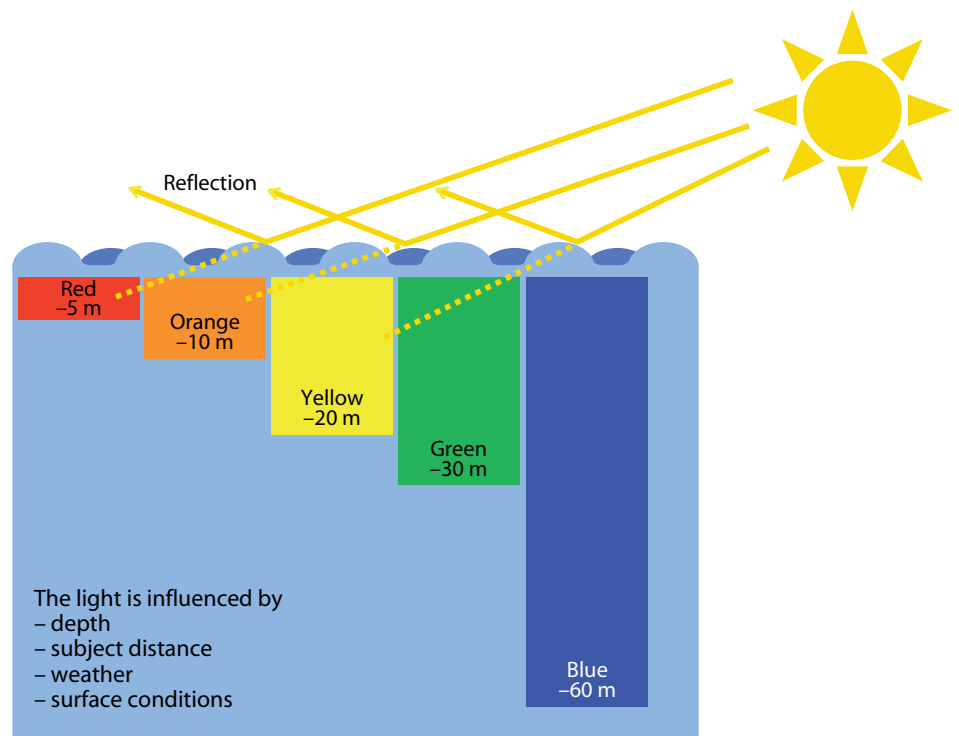 Reflection
Red
–5 m
Orange
–10 m
Yellow
–20 m
Green
–30 m
Blue
–60 m
The light is influenced by
– depth
– subject distance
– weather
– surface conditions